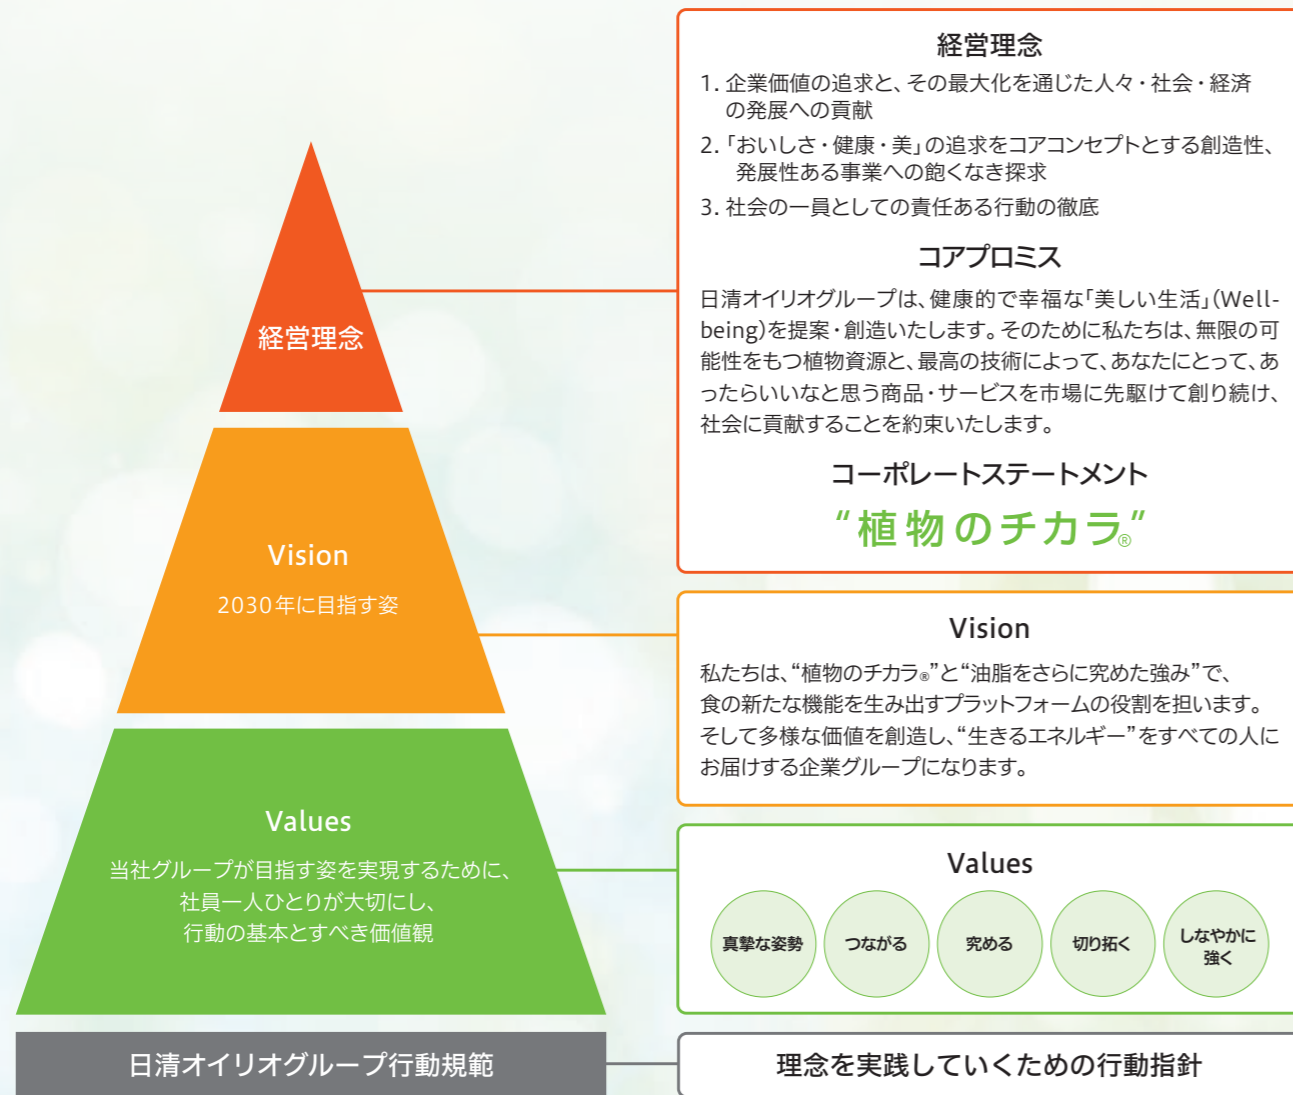 経営理念
Vision
2030年に目指す姿
Values
当社グループが目指す姿を実現するために、
社員一人ひとりが大切にし、
行動の基本とすべき価値観
日清オイリオグループ行動規範
経営理念
1. 企業価値の追求と、その最大化を通じた人々・社会・経済
の発展への貢献
2.「おいしさ・健康・美」の追求をコアコンセプトとする創造性、
発展性ある事業への飽くなき探求
3. 社会の一員としての責任ある行動の徹底
コアプロミス
日清オイリオグループは、健康的で幸福な「美しい生活」(Well-
being)を提案・創造いたします。そのために私たちは、無限の可
能性をもつ植物資源と、最高の技術によって、あなたにとって、あ
ったらいいなと思う商品・サービスを市場に先駆けて創り続け、
社会に貢献することを約束いたします。
コーポレートステートメント
“植物のチカラ®”
Vision
私たちは、“植物のチカラ®”と“油脂をさらに究めた強み”で、
食の新たな機能を生み出すプラットフォームの役割を担います。
そして多様な価値を創造し、“生きるエネルギー”をすべての人に
お届けする企業グループになります。
Values
真摯な姿勢
つながる
究める
切り拓く
しなやかに
強く
理念を実践していくための行動指針